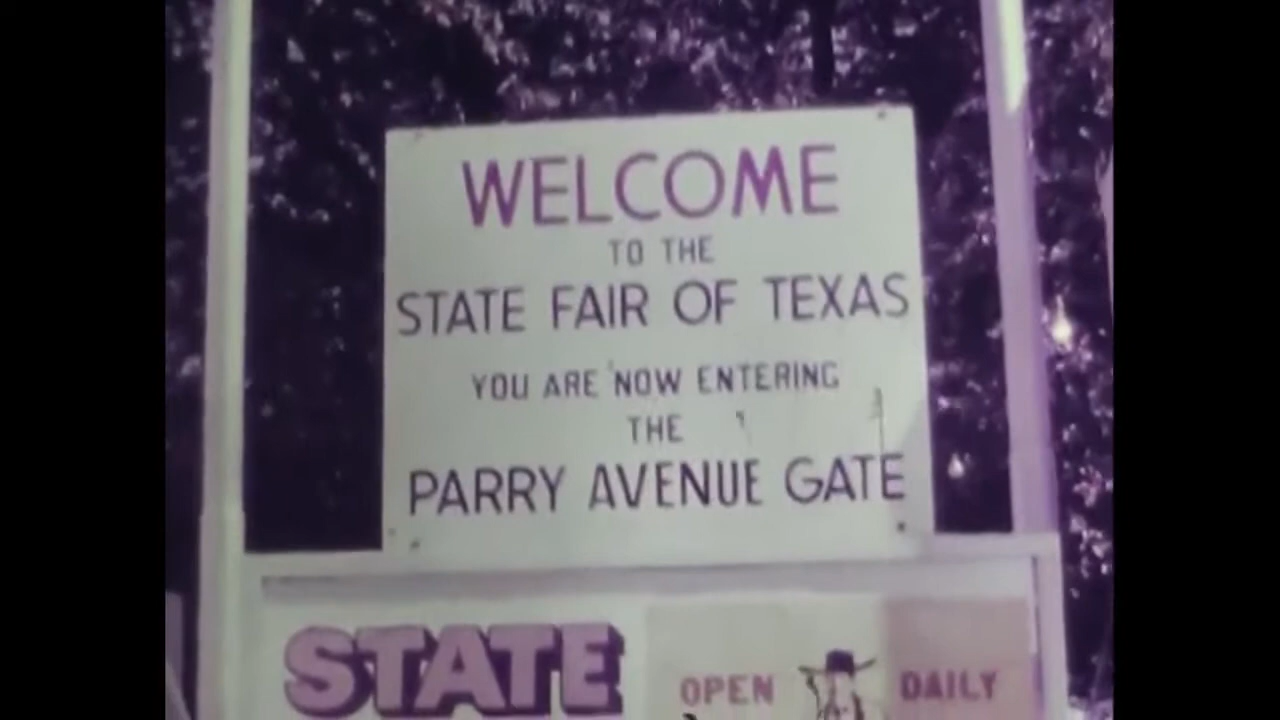 WELCOME
TO THE
STATE FAIR OF TEXAS
YOU ARE NOW ENTERING
THE
PARRY AVENUE GATE
STATE
OPEN DAILY